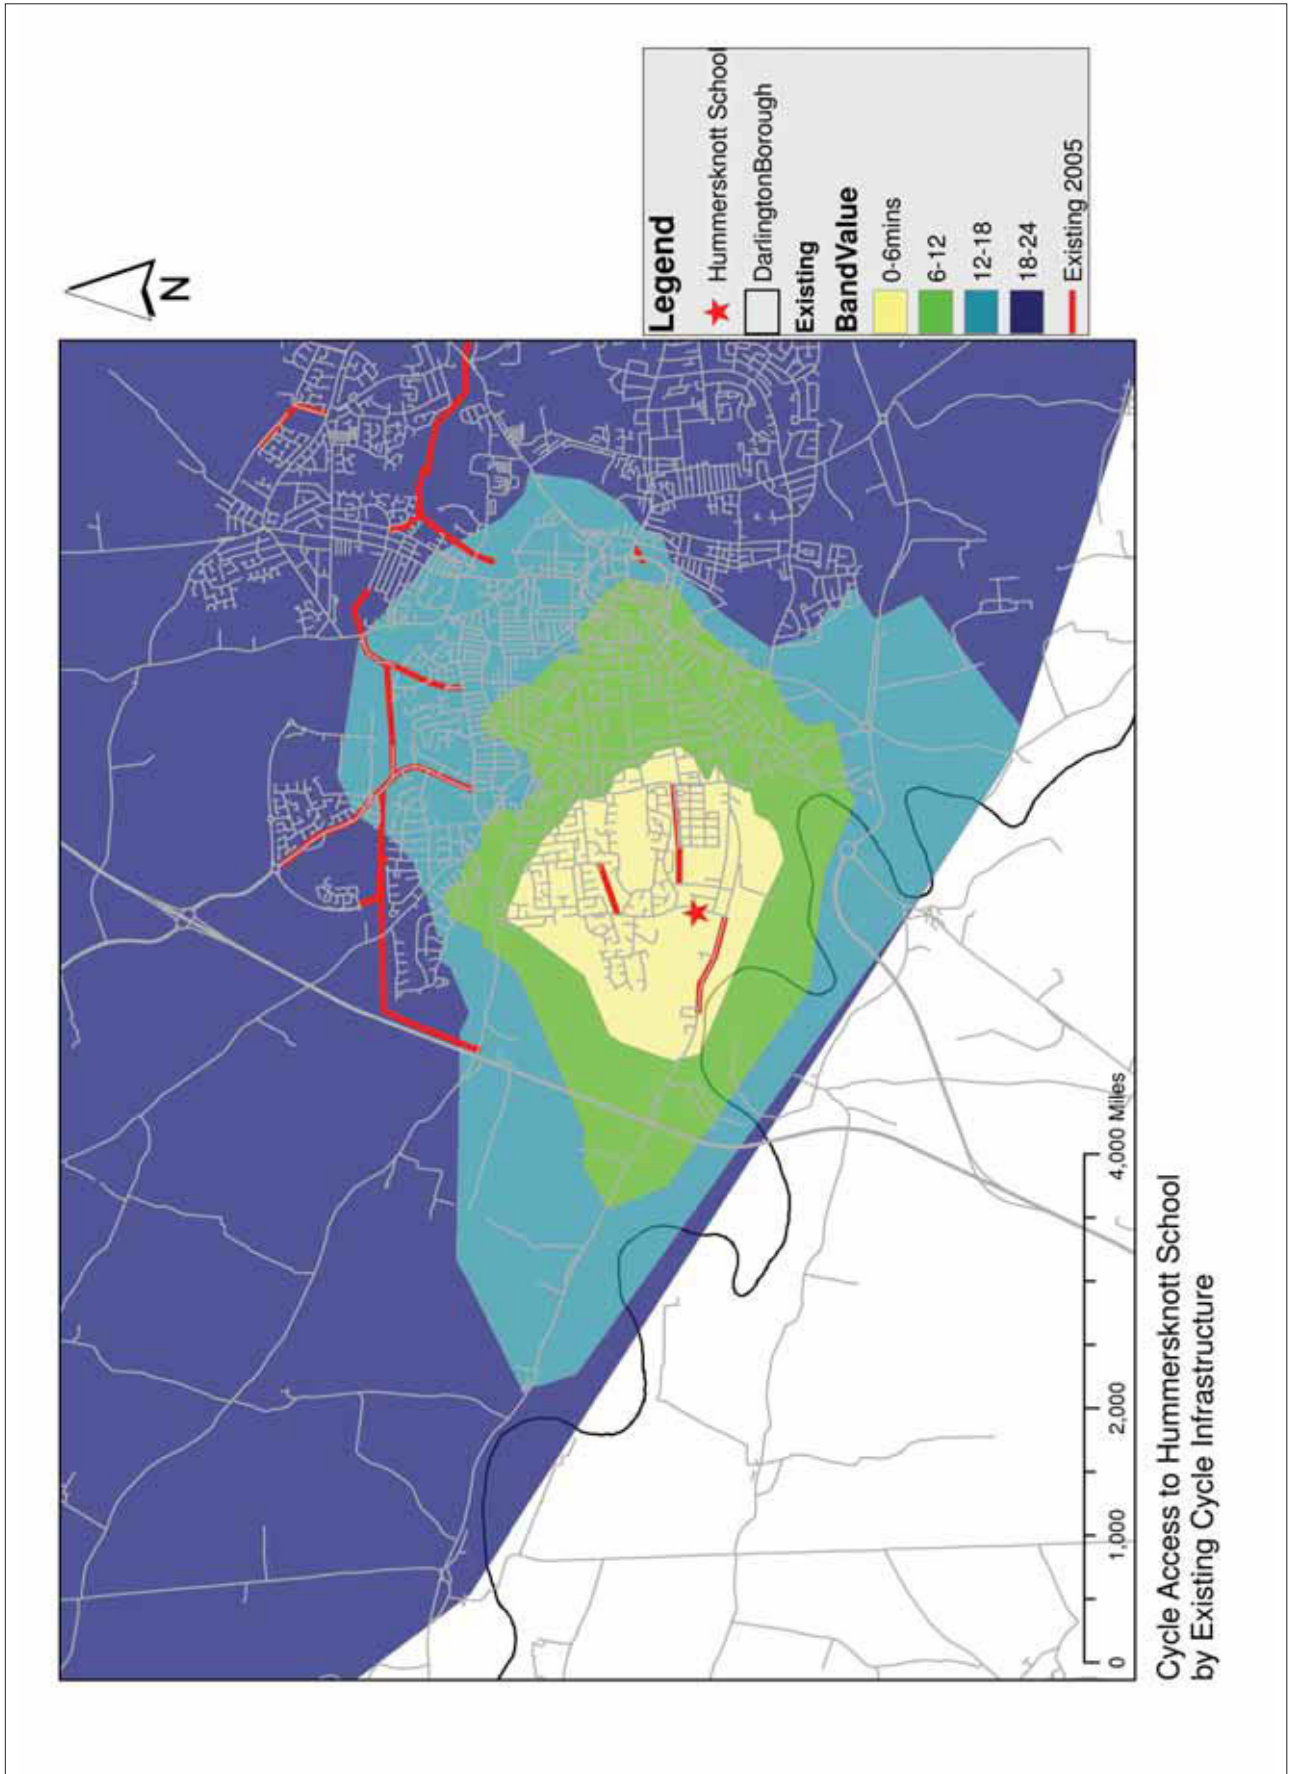 N
Legend
Hummersknott School
DarlingtonBorough
Existing
BandValue
0-6mins
6-12
12-18
18-24
Existing 2005
0 1,000 2,000 4,000 Miles
Cycle Access to Hummersknott School
by Existing Cycle Infrastructure